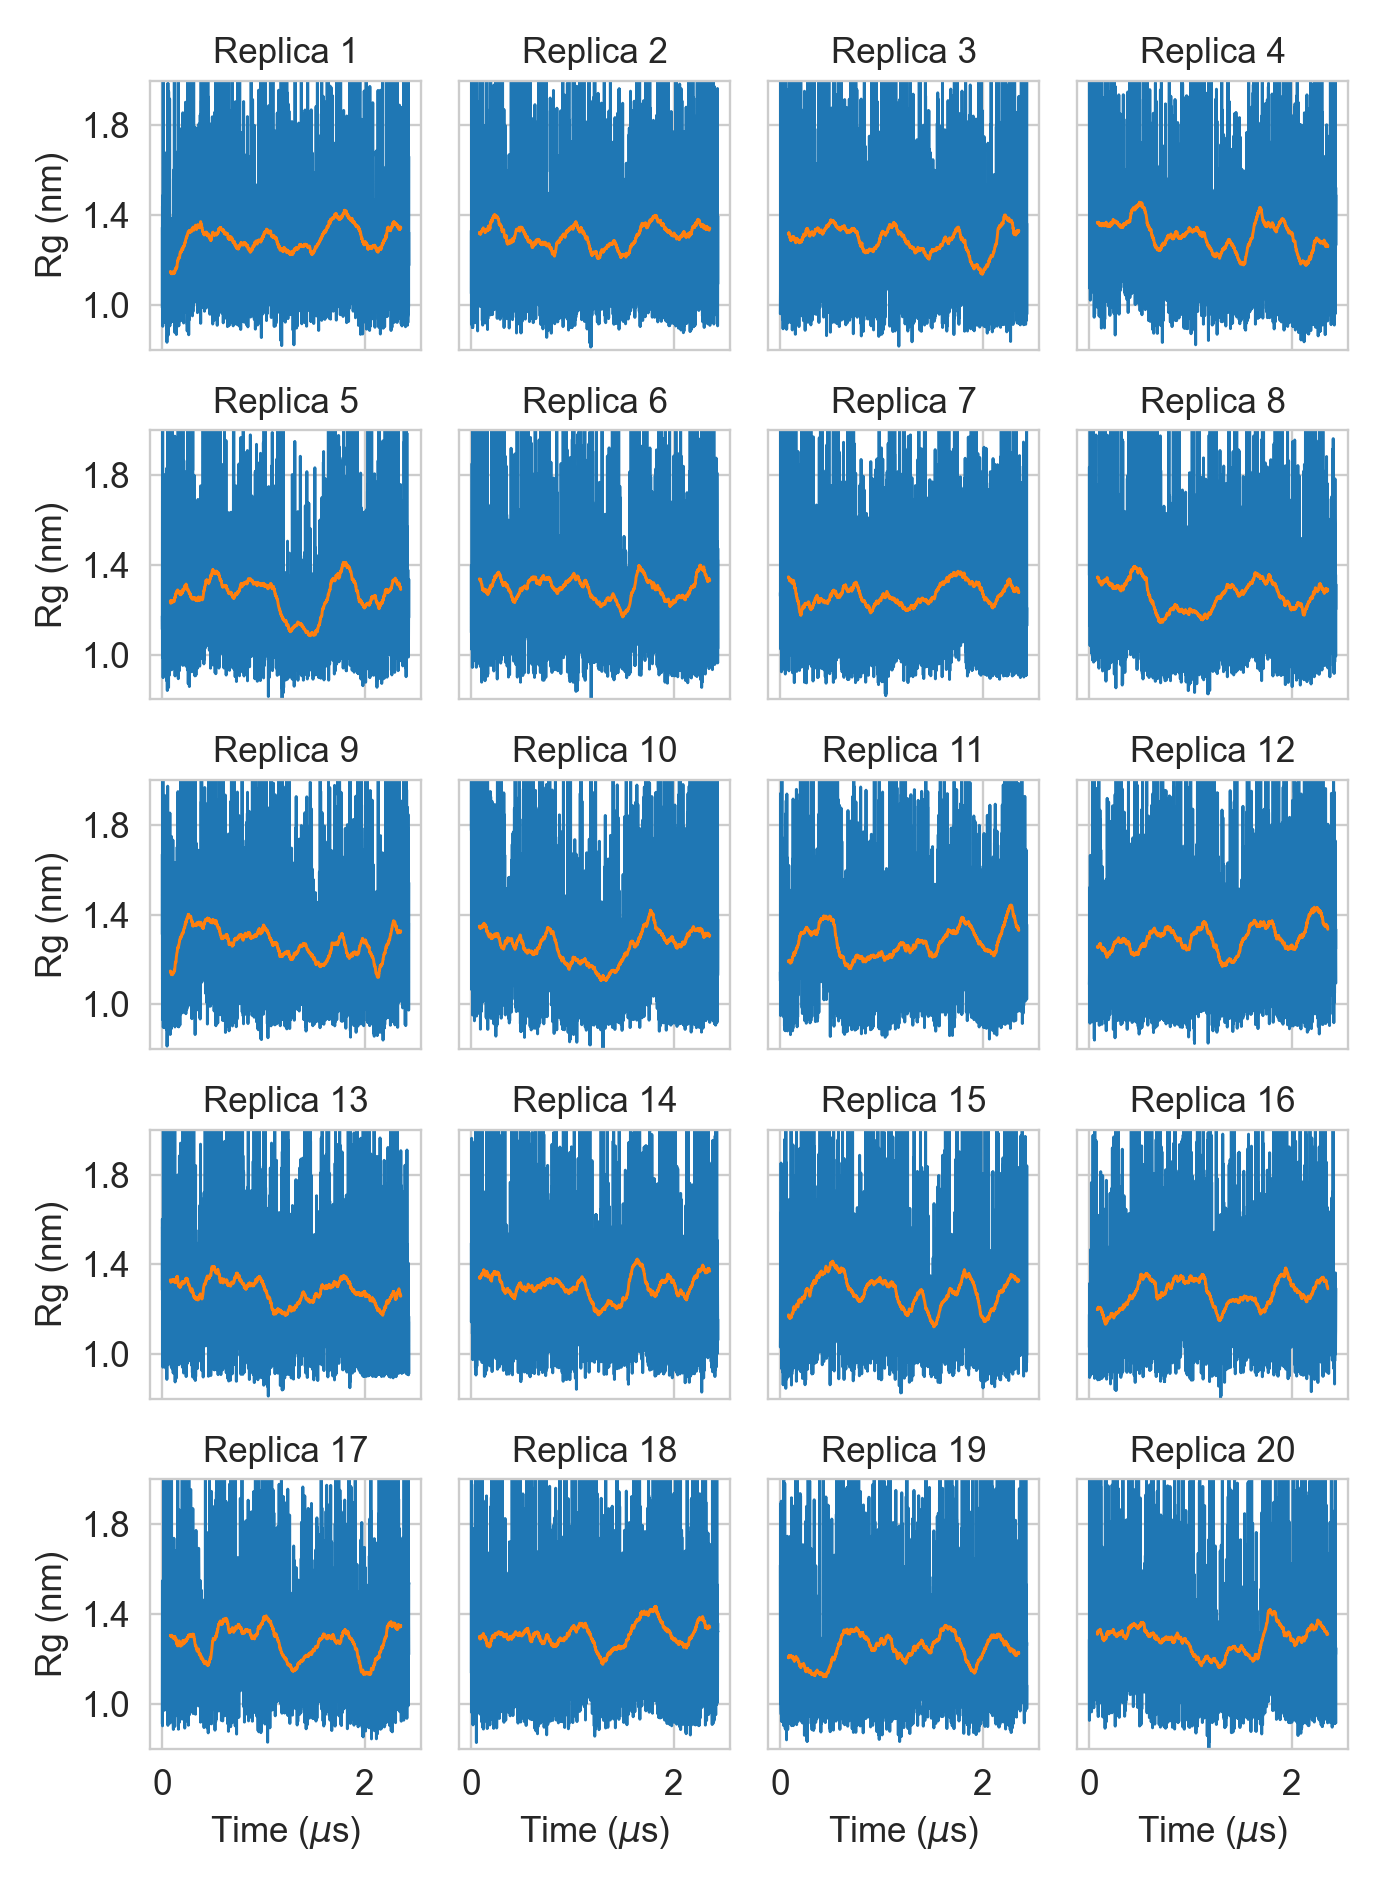 Replica 1 Replica 2 Replica 3 Replica 4
1.8
1.4
1.0
Rg (nm)
Replica 5 Replica 6 Replica 7 Replica 8
1.8
1.4
1.0
Rg (nm)
Replica 9 Replica 10 Replica 11 Replica 12
1.8
1.4
1.0
Rg (nm)
Replica 13 Replica 14 Replica 15 Replica 16
1.8
1.4
1.0
Rg (nm)
Replica 17 Replica 18 Replica 19 Replica 20
1.8
1.4
1.0
Rg (nm)
0 2 0 2 0 2 0 2
Time (μs) Time (μs) Time (μs) Time (μs)